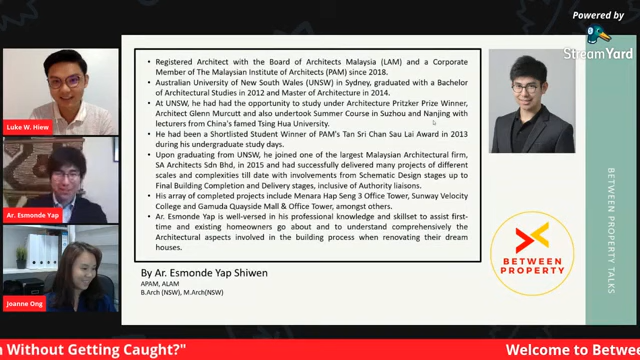 Powered by
StreamYard
Luke W. Hiew
Ar. Esmonde Yap
Joanne Ong
• Registered Architect with the Board of Architects Malaysia (LAM) and a Corporate
Member of The Malaysian Institute of Architects (PAM) since 2018.
• Australian University of New South Wales (UNSW) in Sydney, graduated with a Bachelor
of Architectural Studies in 2012 and Master of Architecture in 2014.
• At UNSW, he had the opportunity to study under Architecture Pritzker Prize Winner,
Architect Glenn Murcutt and also undertook Summer Course in Suzhou and Nanjing with
lecturers from China's famed Tsing Hua University.
• He had been a Shortlisted Student Winner of PAM's Tan Sri Chan Sau Lai Award in 2013
during his undergraduate study days.
• Upon graduating from UNSW, he joined one of the largest Malaysian Architectural firm,
SA Architects Sdn Bhd, in 2015 and had successfully delivered many projects of different
scales and complexities till date with involvements from Schematic Design stages up to
Final Building Completion and Delivery stages, inclusive of Authority liaisons.
• His array of completed projects include Menara Hap Seng 3 Office Tower, Sunway Velocity
College and Gamuda Quayside Mall & Office Tower, amongst others.
• Ar. Esmonde Yap is well-versed in his professional knowledge and skillset to assist first-
time and existing homeowners go about and to understand comprehensively the
Architectural aspects involved in the building process when renovating their dream
houses.
By Ar. Esmonde Yap Shiwen
APAM, ALAM
B.Arch (NSW), M.Arch(NSW)
BETWEEN
PROPERTY
BETWEEN PROPERTY TALKS
n Without Getting Caught?"
Welcome to Betwe